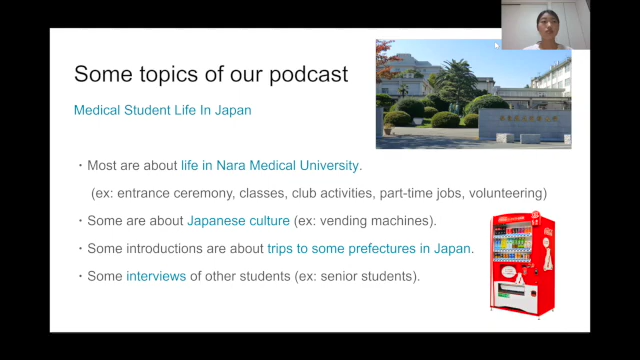 Some topics of our podcast
Medical Student Life In Japan
・Most are about life in Nara Medical University.
(ex: entrance ceremony, classes, club activities, part-time jobs, volunteering)
・Some are about Japanese culture (ex: vending machines).
・Some introductions are about trips to some prefectures in Japan.
・Some interviews of other students (ex: senior students).